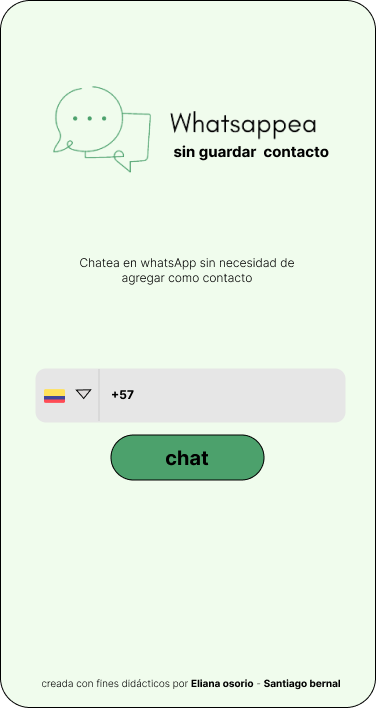 Whatsappea
sin guardar contacto
Chatea en whatsApp sin necesidad de
agregar como contacto
+57
chat
creada con fines didácticos por Eliana osorio - Santiago bernal